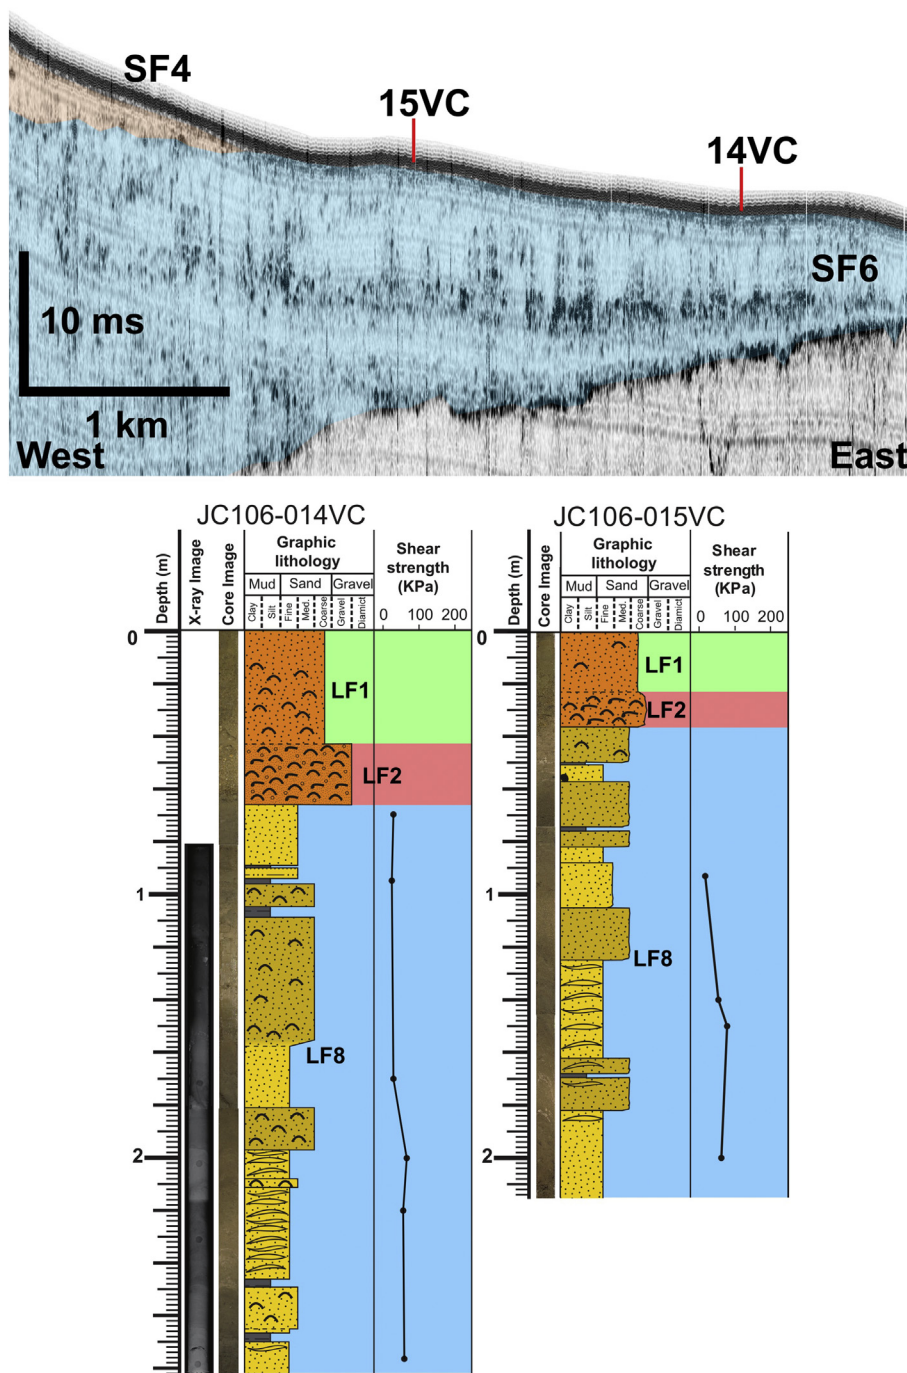 SF4
15VC
14VC
SF6
10 ms
1 km
West
East
JC106-014VC
Depth (m)
X-ray Image
Core Image
Graphic
lithology
Mud
Sand
Gravel
Clay
Silt
Fine
Med.
Coarse
Gravel
Diamict
Shear
strength
(KPa)
0 100 200
0
1
2
LF1
LF2
LF8
JC106-015VC
Depth (m)
Core Image
Graphic
lithology
Mud
Sand
Gravel
Clay
Silt
Fine
Med.
Coarse
Gravel
Diamict
Shear
strength
(KPa)
0 100 200
0
1
2
LF1
LF2
LF8